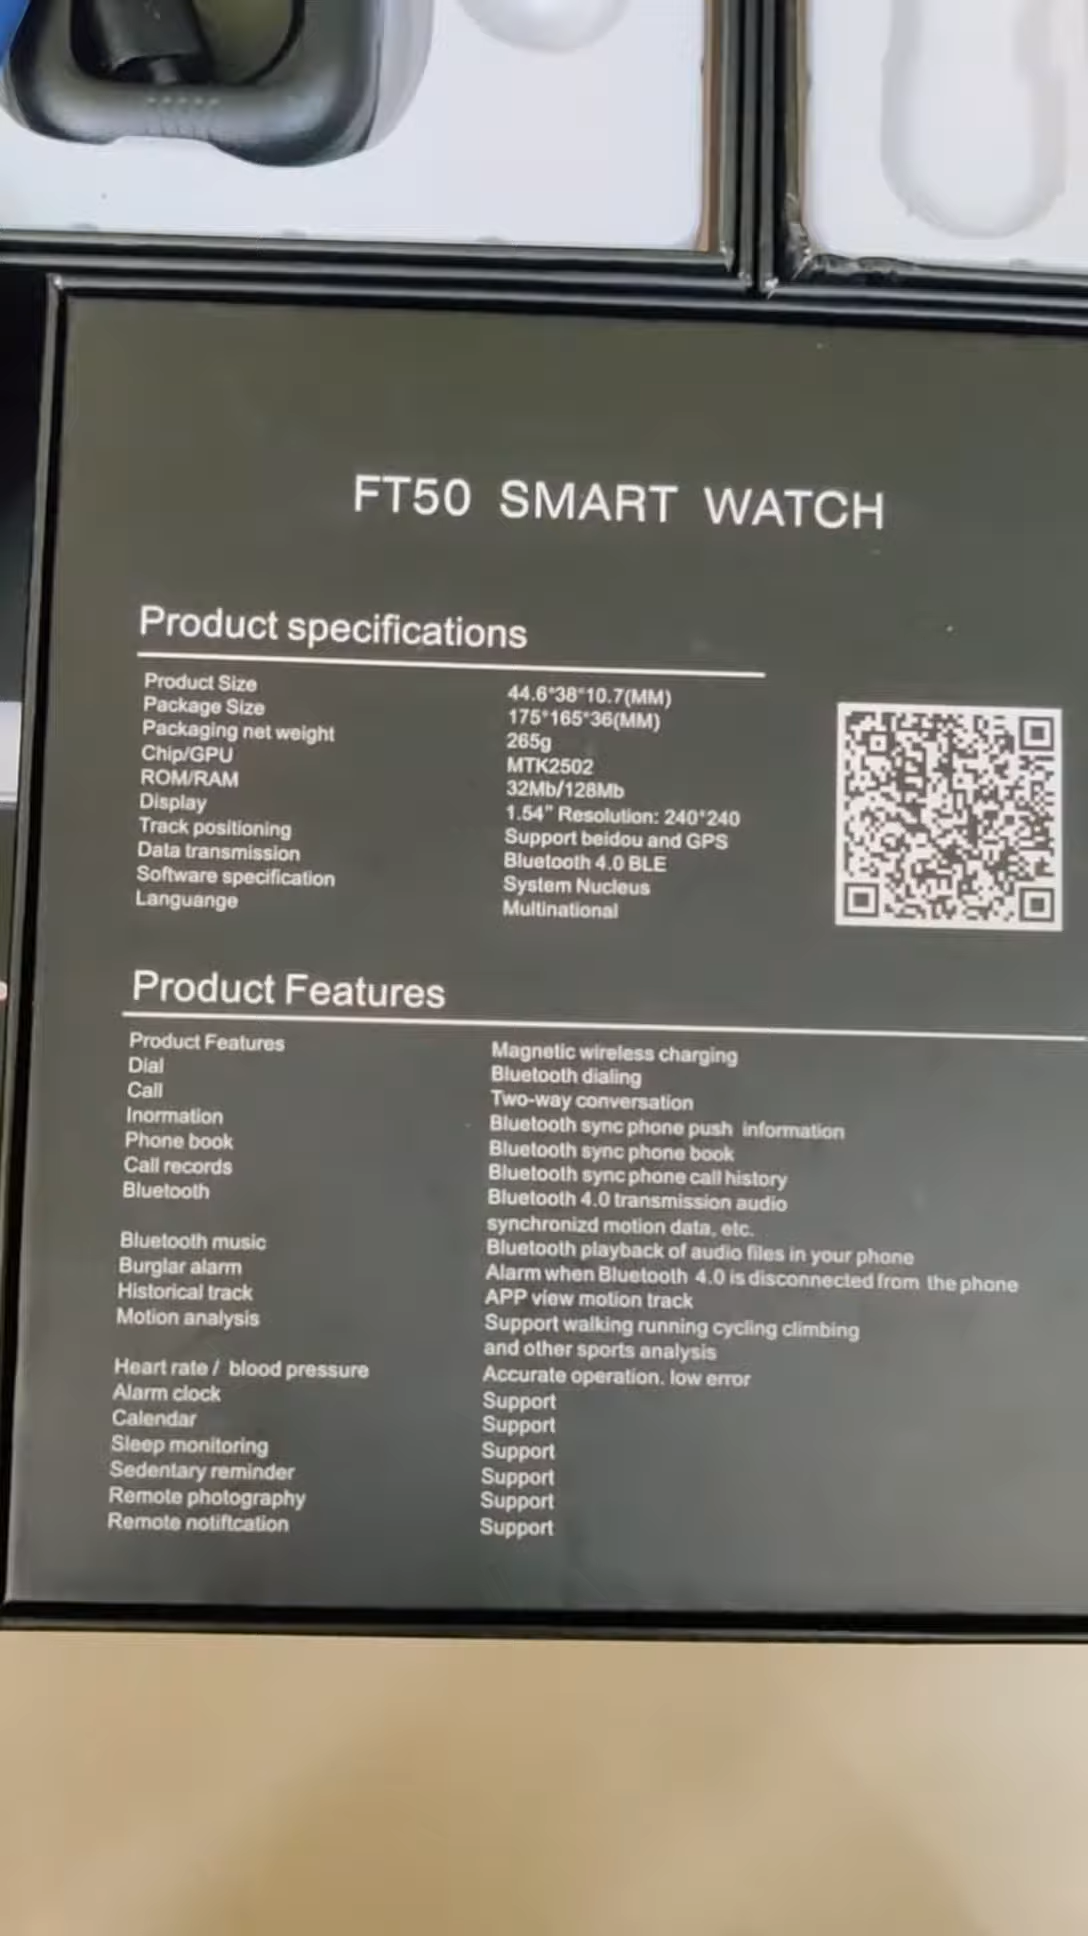 FT50 SMART WATCH
Product specifications
Product Size 44.6*38*10.7(MM)
Package Size 175*165*36(MM)
Packaging net weight 265g
Chip/GPU MTK2502
ROM/RAM 32Mb/128Mb
Display 1.54" Resolution: 240*240
Track positioning Support beidou and GPS
Data transmission Bluetooth 4.0 BLE
Software specification System Nucleus
Languange Multinational
Product Features
Product Features Magnetic wireless charging
Dial Bluetooth dialing
Call Two-way conversation
Inormation Bluetooth sync phone push information
Phone book Bluetooth sync phone book
Call records Bluetooth sync phone call history
Bluetooth Bluetooth 4.0 transmission audio
synchronizd motion data, etc.
Bluetooth music Bluetooth playback of audio files in your phone
Burglar alarm Alarm when Bluetooth 4.0 is disconnected from the phone
Historical track APP view motion track
Motion analysis Support walking running cycling climbing
and other sports analysis
Heart rate / blood pressure Accurate operation. low error
Alarm clock Support
Calendar Support
Sleep monitoring Support
Sedentary reminder Support
Remote photography Support
Remote notiftcation Support